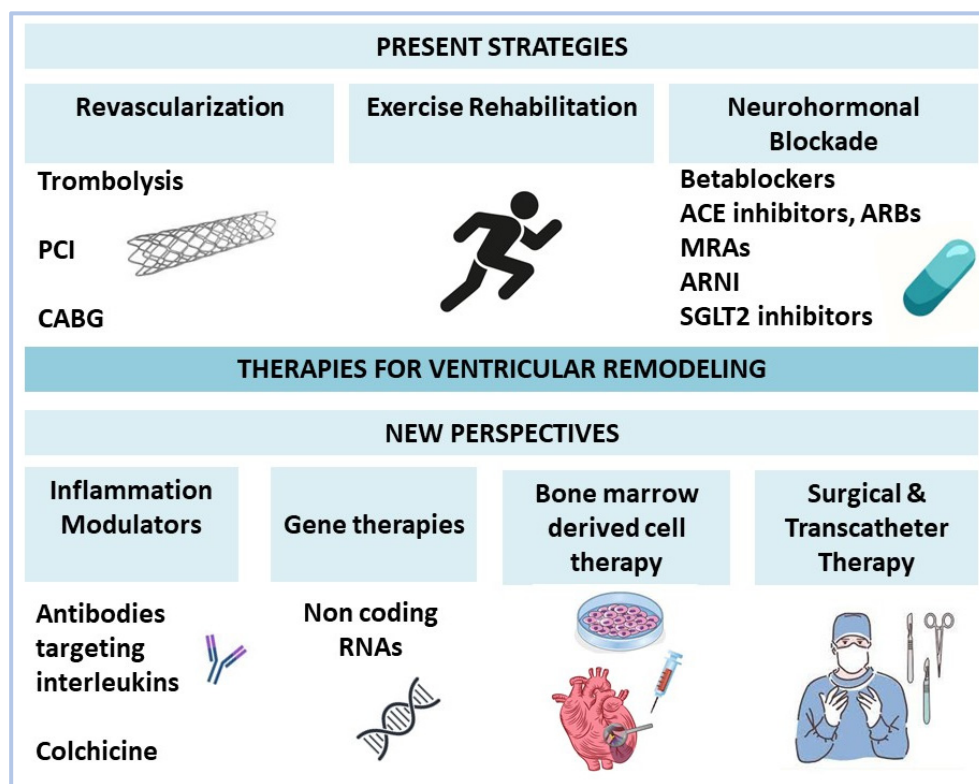 PRESENT STRATEGIES
Revascularization
Trombolysis
PCI
CABG
Exercise Rehabilitation
Neurohormonal
Blockade
Betablockers
ACE inhibitors, ARBs
MRAs
ARNI
SGLT2 inhibitors
THERAPIES FOR VENTRICULAR REMODELING
NEW PERSPECTIVES
Inflammation
Modulators
Antibodies
targeting
interleukins
Colchicine
Gene therapies
Non coding
RNAs
Bone marrow
derived cell
therapy
Surgical &
Transcatheter
Therapy